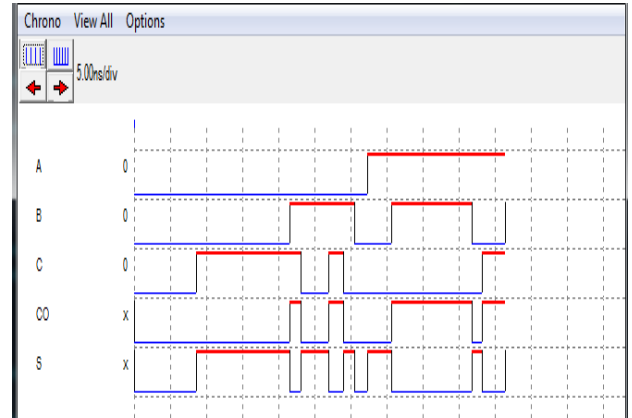 Chrono View All Options
5.00ns/div
A 0
B 0
C 0
CO x
S x